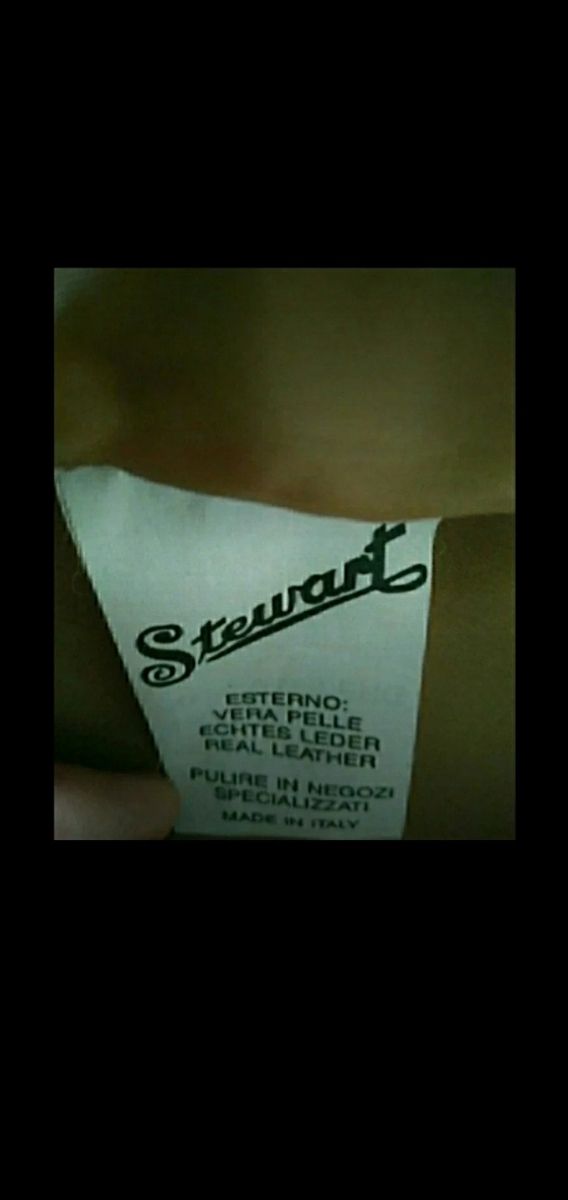 Stewart
ESTERNO:
VERA PELLE
ECHTES LEDER
REAL LEATHER
PULIRE IN NEGOZI
SPECIALIZZATI
MADE IN ITALY